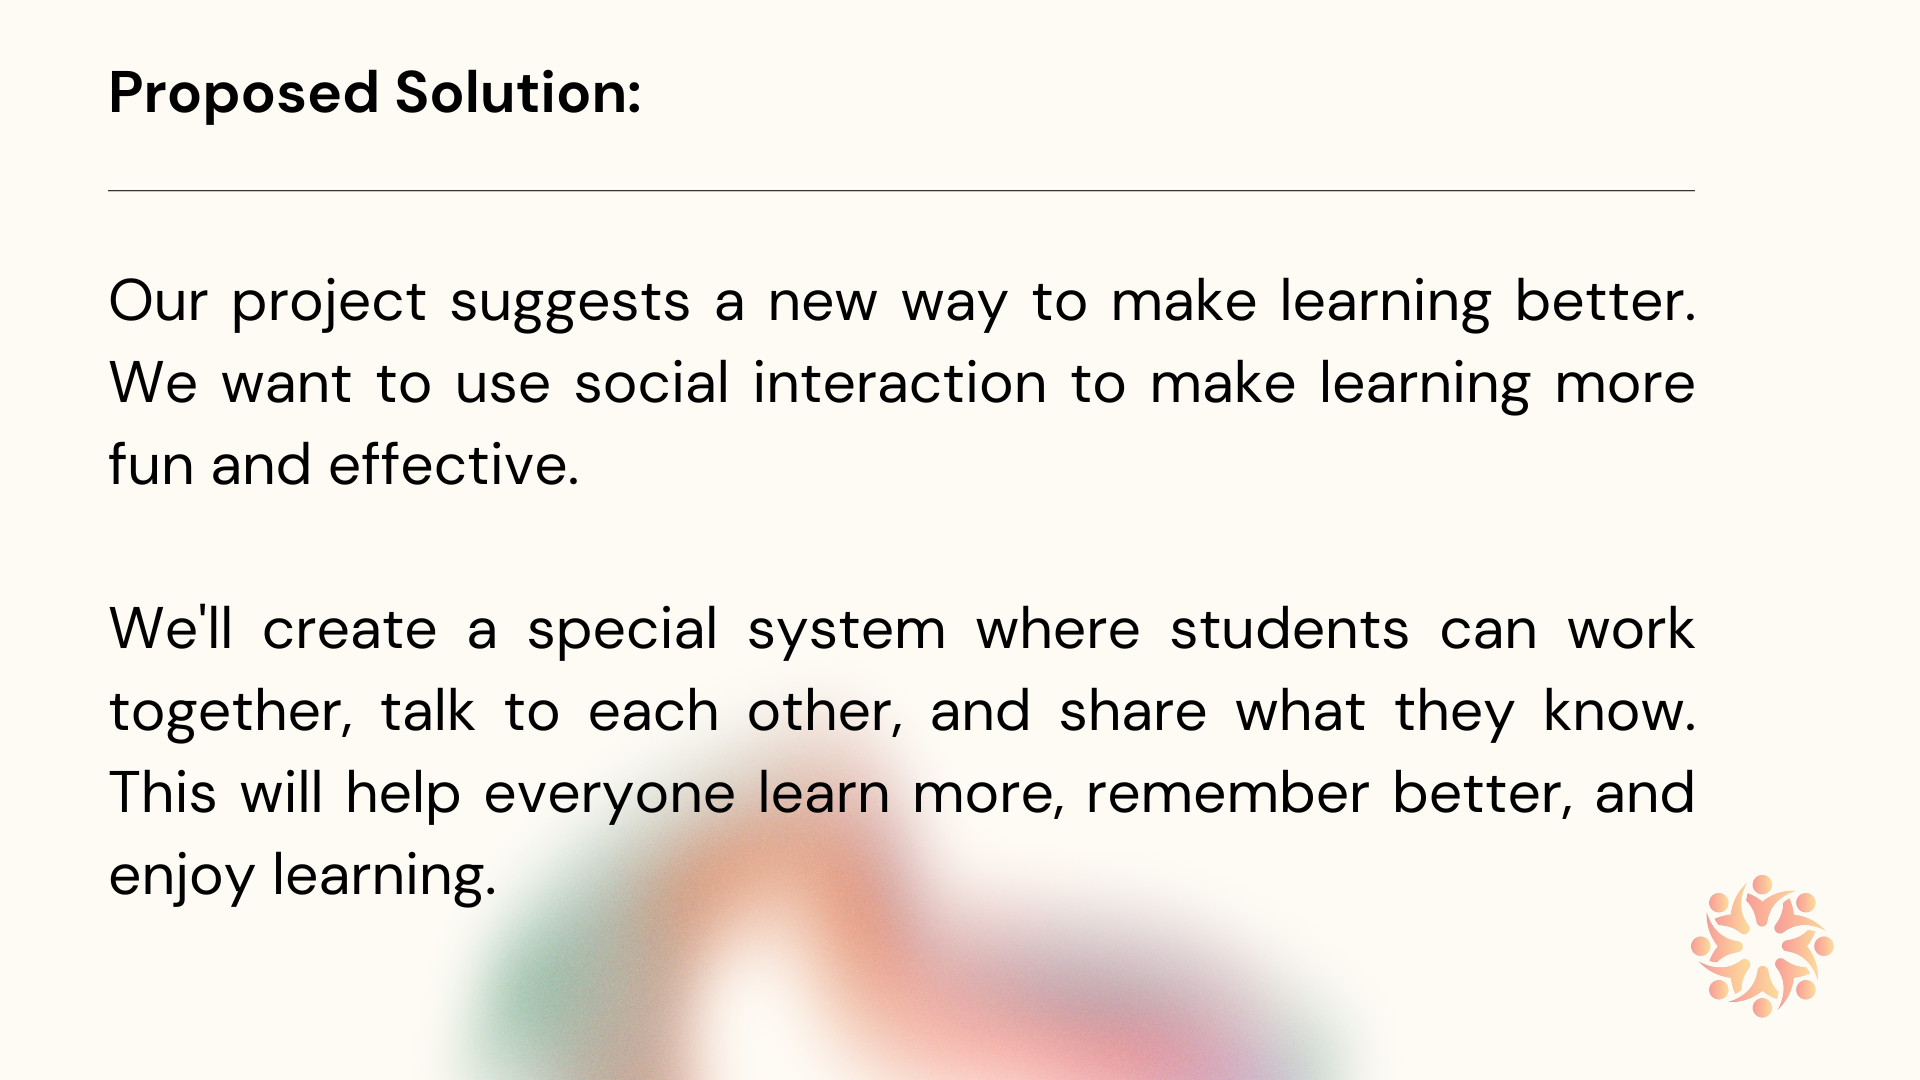 Proposed Solution:
Our project suggests a new way to make learning better.
We want to use social interaction to make learning more
fun and effective.
We'll create a special system where students can work
together, talk to each other, and share what they know.
This will help everyone learn more, remember better, and
enjoy learning.